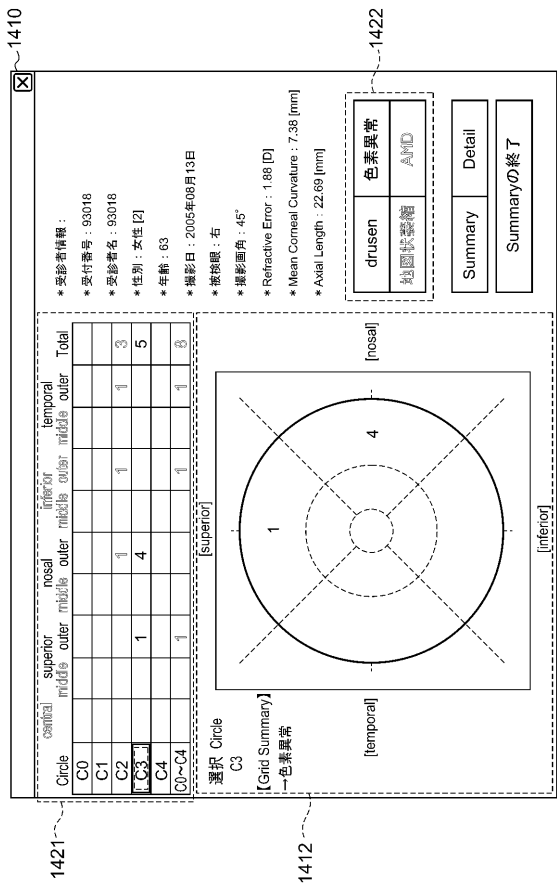 1410
Circle central superior nosal inferior temporal Total
middle outer middle outer middle outer middle outer
C0
C1
C2 1 1 1 3
C3 1 4 5
C4
C0~C4 1 1 1 8
1421
選択 Circle
C3
【Grid Summary】
→色素異常
[superior]
[temporal]
1
4
[nosal]
[inferior]
1412
*受診者情報:
*受付番号:93018
*受診者名:93018
*性別:女性 [2]
*年齢:63
*撮影日:2005年08月13日
*被検眼:右
*撮影画角:45°
*Refractive Error:1.88 [D]
*Mean Corneal Curvature:7.38 [mm]
*Axial Length:22.69 [mm]
drusen 色素異常
地図状萎縮 AMD
1422
Summary Detail
Summaryの終了